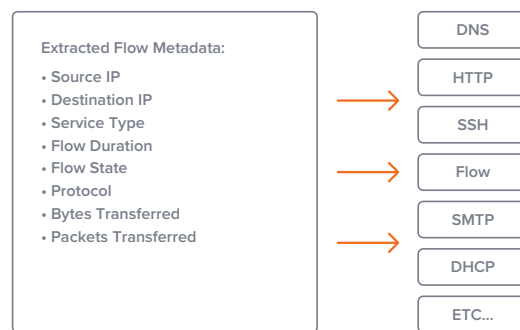 Extracted Flow Metadata:
• Source IP
• Destination IP
• Service Type
• Flow Duration
• Flow State
• Protocol
• Bytes Transferred
• Packets Transferred
DNS
HTTP
SSH
Flow
SMTP
DHCP
ETC...